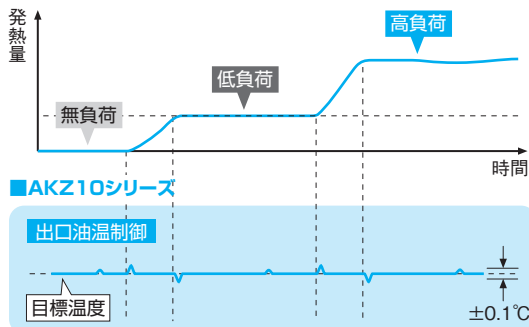 発熱量
高負荷
低負荷
無負荷
時間
■AKZ10シリーズ
出口油温制御
目標温度
±0.1℃